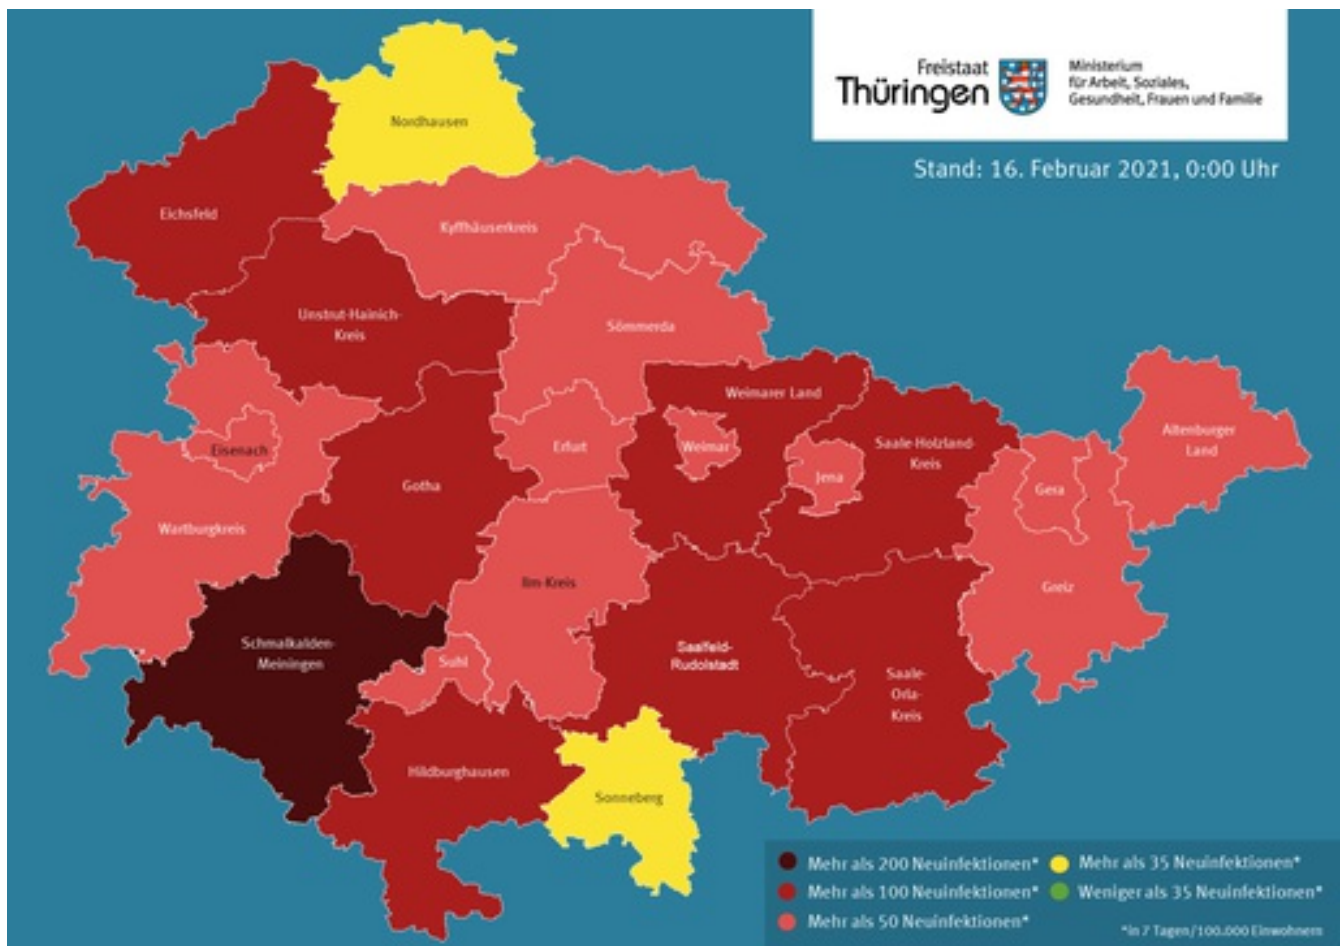 Freistaat
Thüringen
Ministerium
für Arbeit, Soziales,
Gesundheit, Frauen und Familie
Stand: 16. Februar 2021, 0:00 Uhr
Nordhausen
Eichsfeld
Kyffhäuserkreis
Unstrut-Hainich-
Kreis
Sömmerda
Weimarer Land
Eisenach
Erfurt
Weimar
Saale-Holzland-
Kreis
Jena
Altenburger
Land
Gotha
Gera
Wartburgkreis
Ilm-Kreis
Greiz
Schmalkalden-
Meiningen
Suhl
Saalfeld-
Rudolstadt
Saale-
Orla-
Kreis
Hildburghausen
Sonneberg
Mehr als 200 Neuinfektionen*
Mehr als 100 Neuinfektionen*
Mehr als 50 Neuinfektionen*
Mehr als 35 Neuinfektionen*
Weniger als 35 Neuinfektionen*
*in 7 Tagen/100.000 Einwohnern